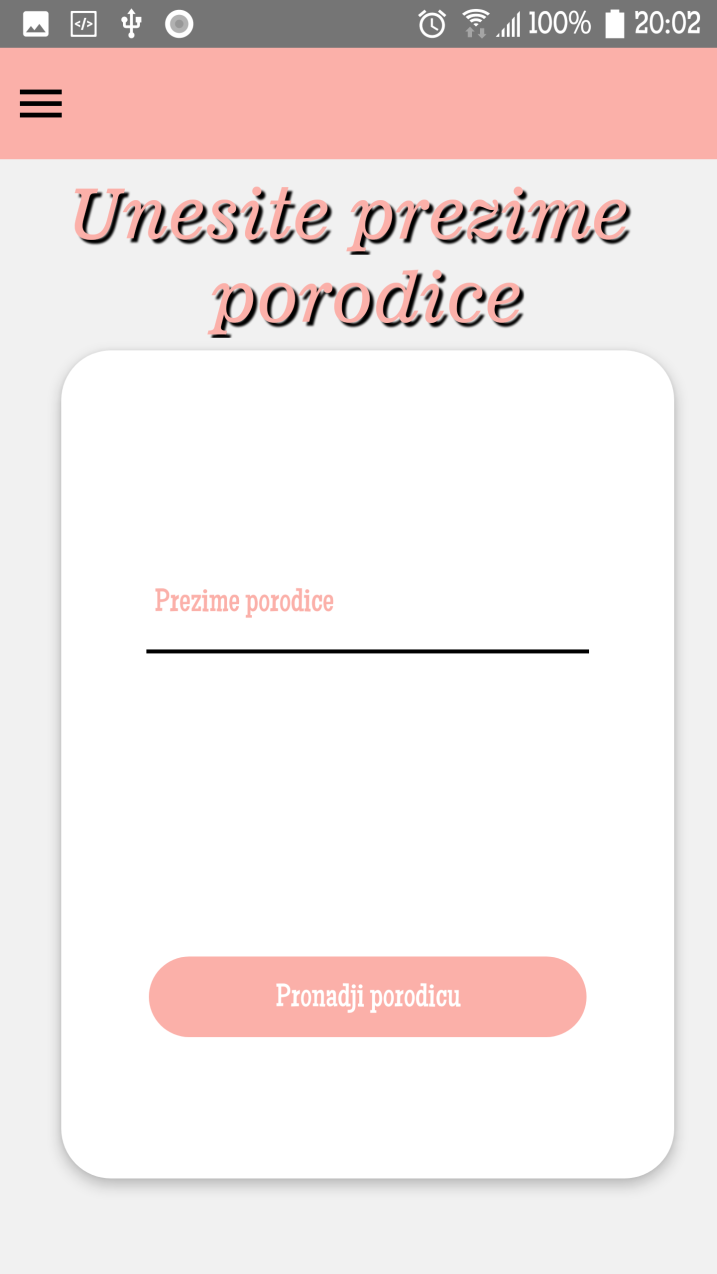 100% 20:02
Unesite prezime
porodice
Prezime porodice
Pronadji porodicu